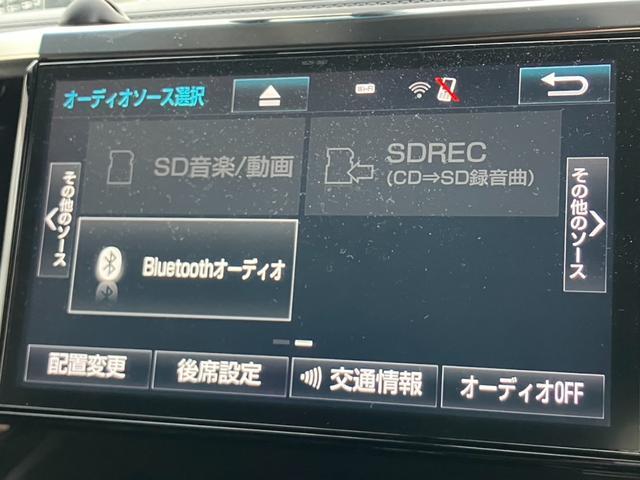 オーディオソース選択
Wi-Fi
SD音楽/動画
SDREC
(CD⇒SD録音曲)
その他のソース
その他のソース
Bluetoothオーディオ
配置変更
後席設定
交通情報
オーディオOFF